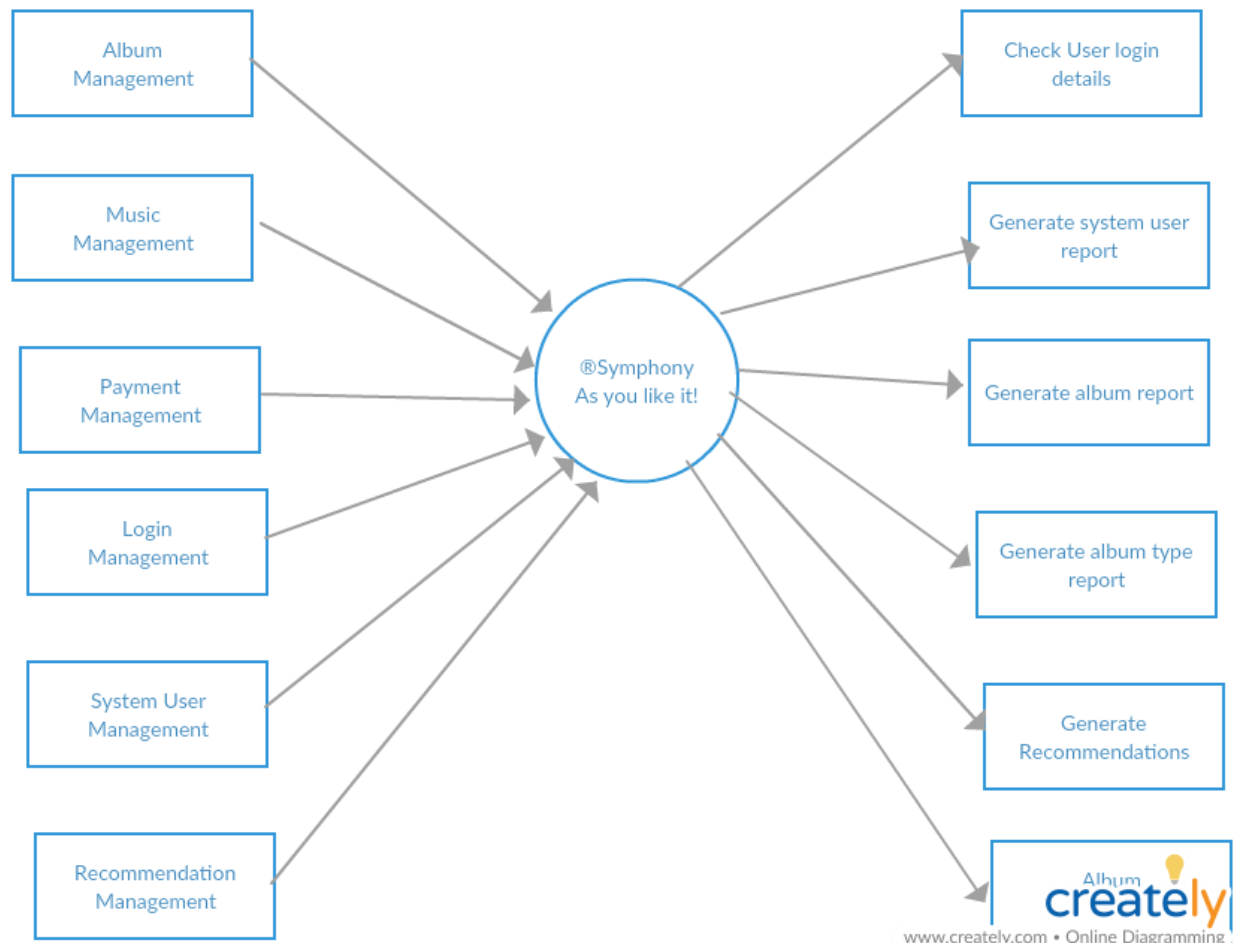 Album
Management
Music
Management
Payment
Management
Login
Management
System User
Management
Recommendation
Management
®Symphony
As you like it!
Check User login
details
Generate system user
report
Generate album report
Generate album type
report
Generate
Recommendations
Album
creately
www.creately.com • Online Diagramming